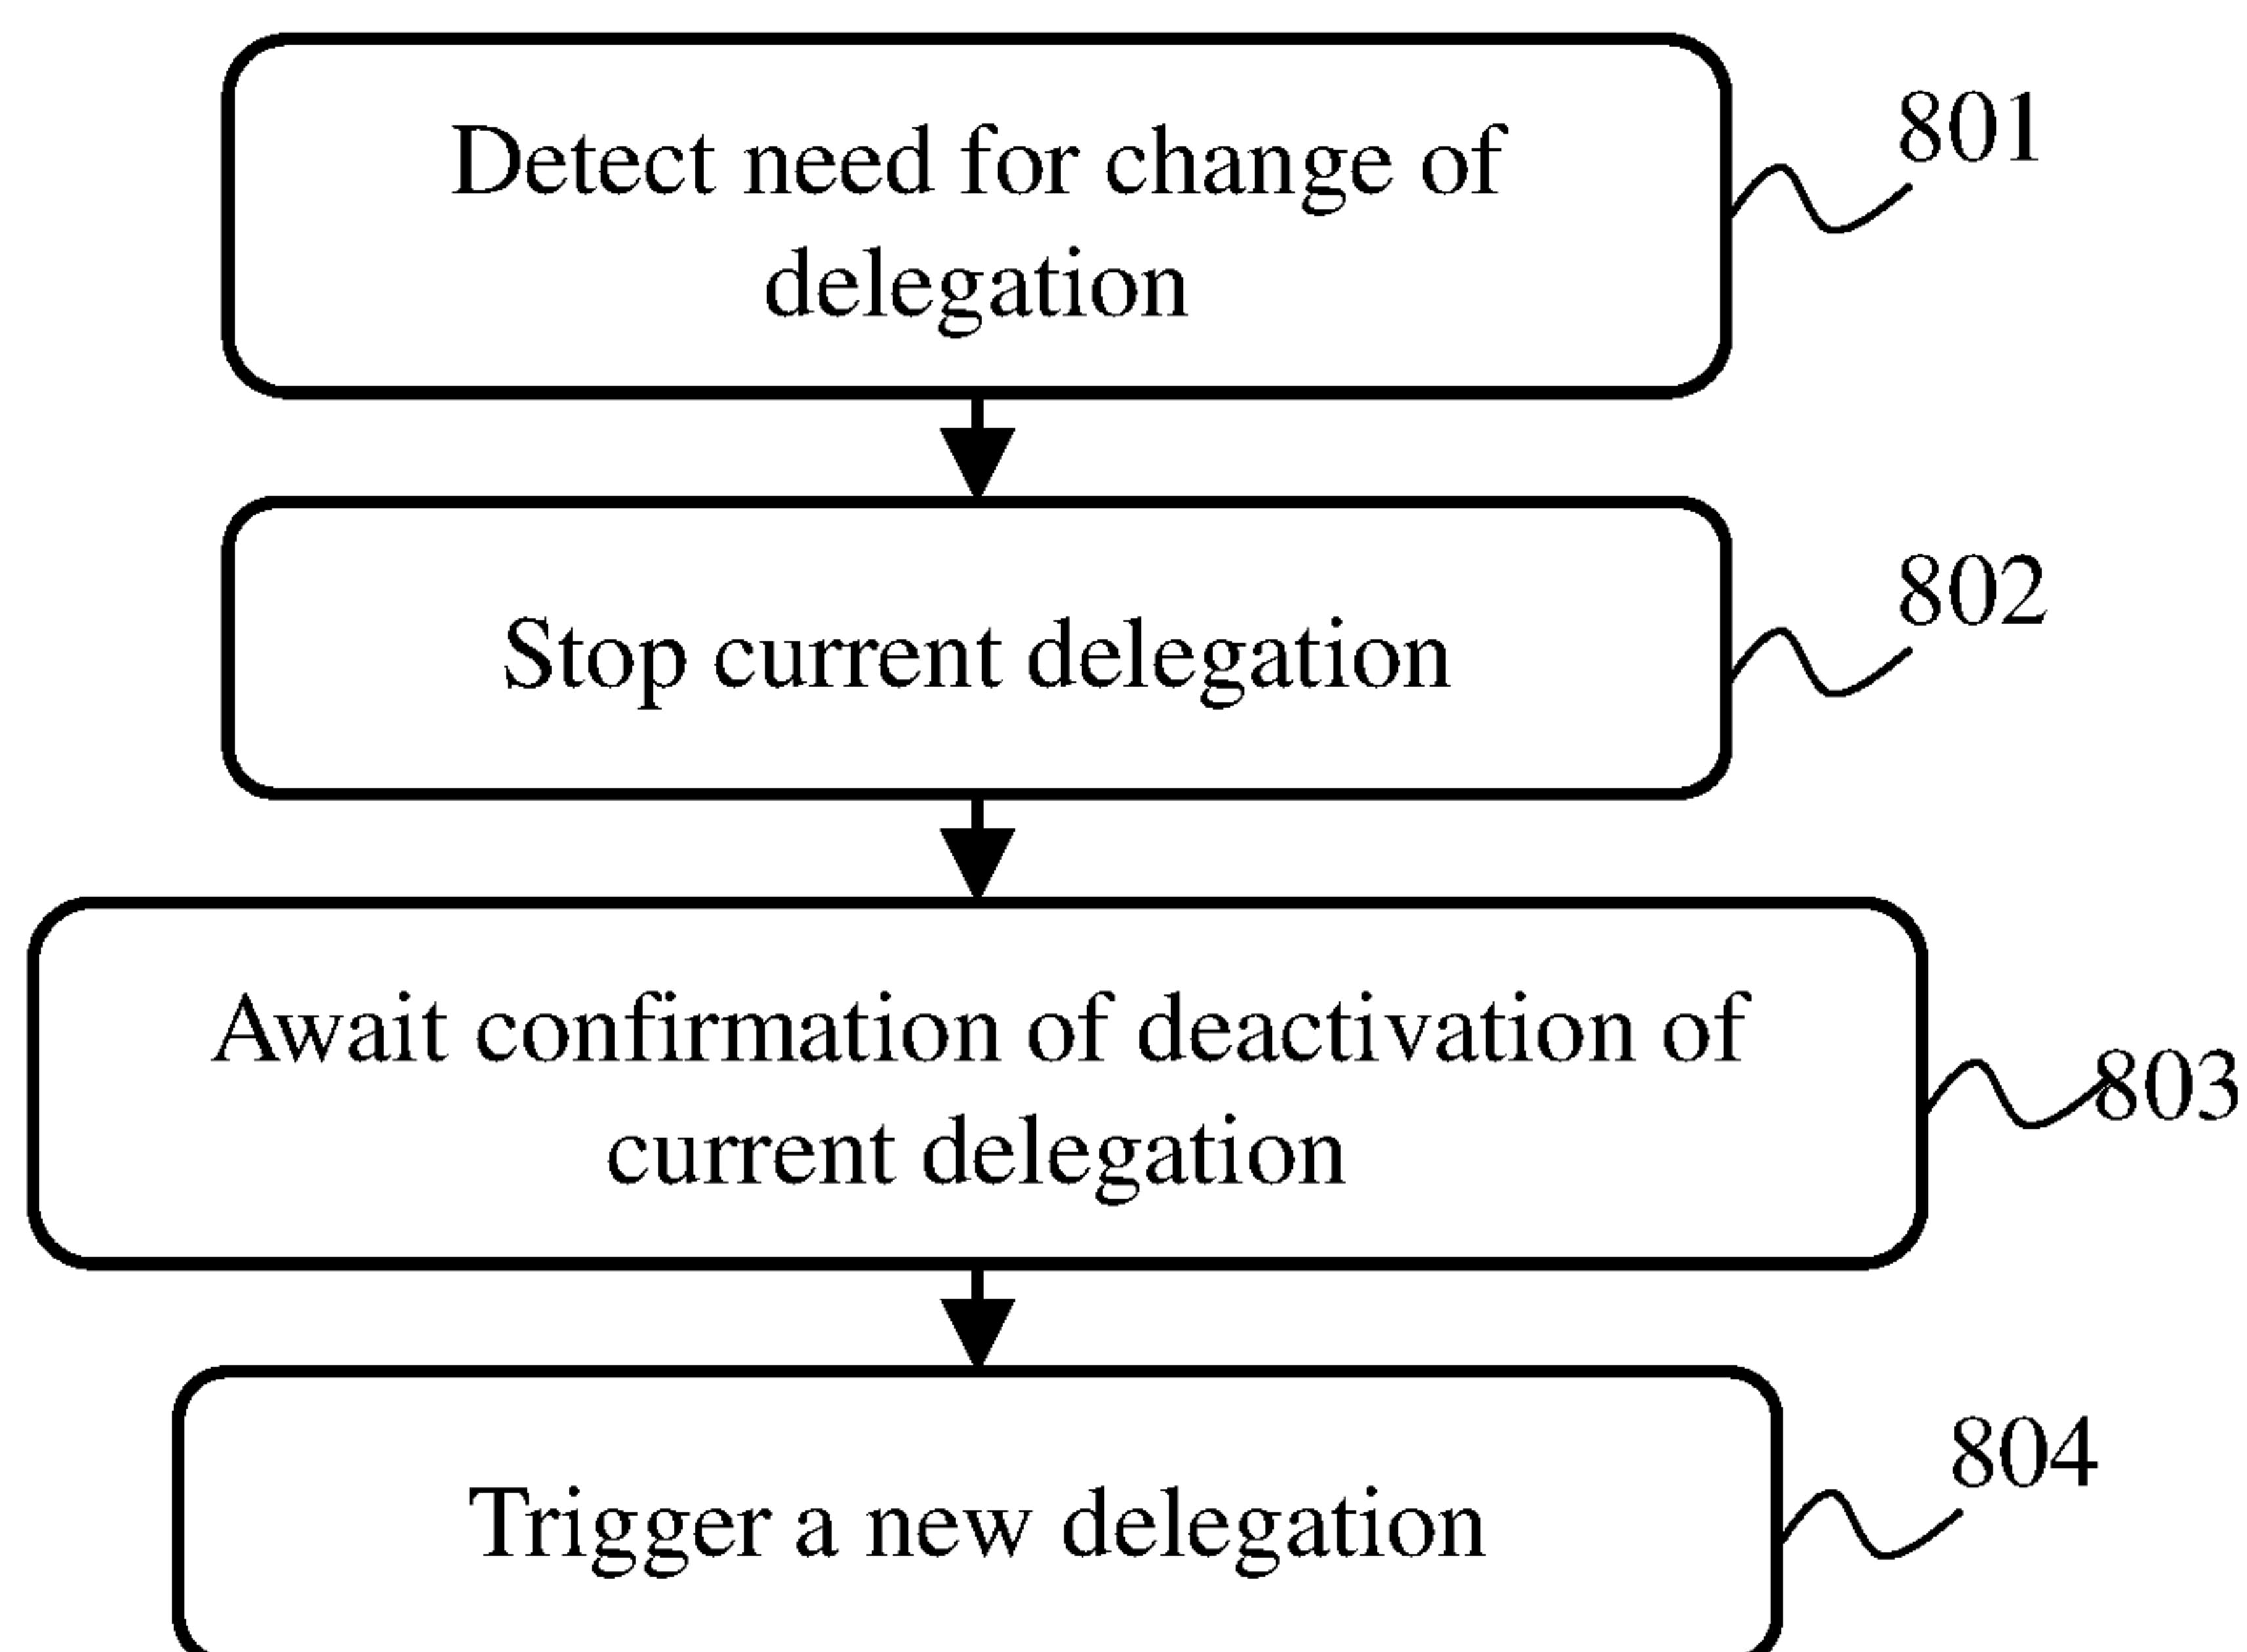 Detect need for change of
delegation
801
Stop current delegation
802
Await confirmation of deactivation of
current delegation
803
Trigger a new delegation
804